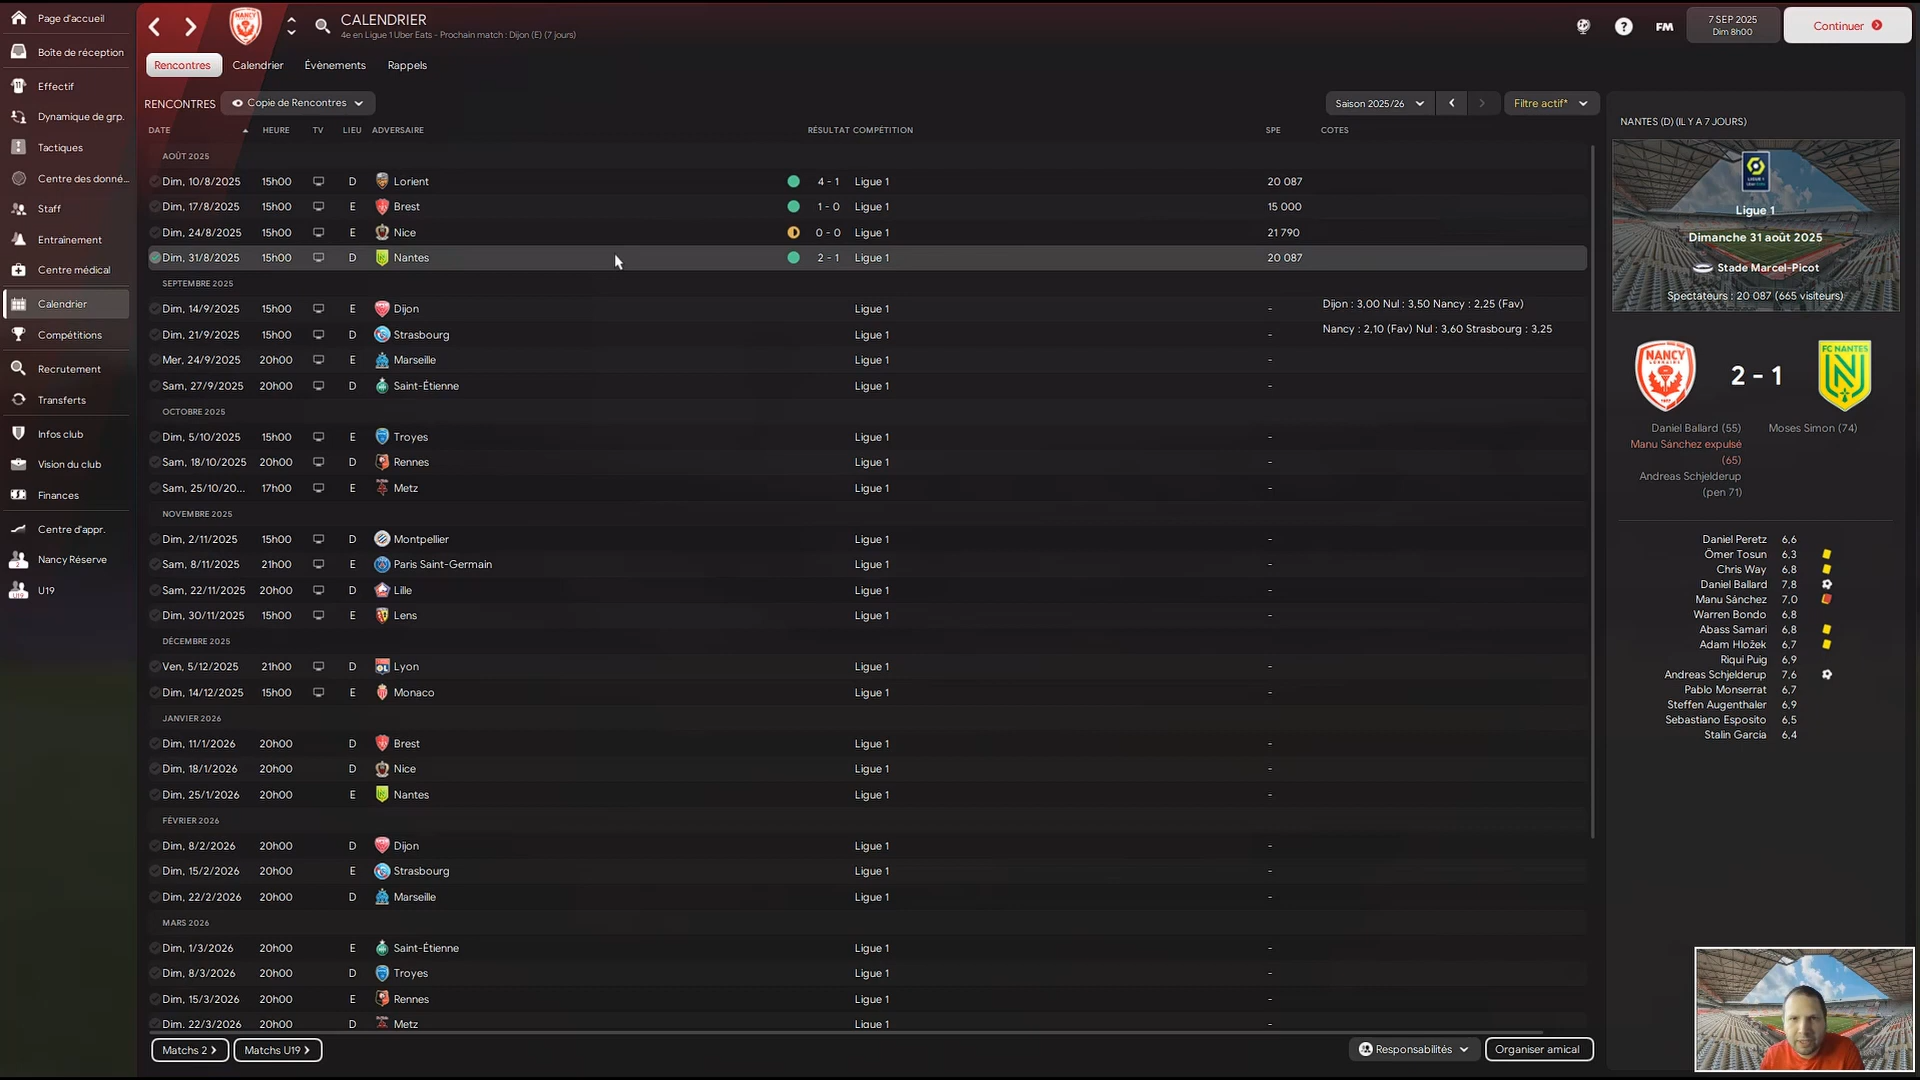 Page d'accueil
Boîte de réception
Effectif
Dynamique de grp.
Tactiques
Centre des donné...
Staff
Entraînement
Centre médical
Calendrier
Compétitions
Recrutement
Transferts
Infos club
Vision du club
Finances
Centre d'appr.
Nancy Réserve
U19
CALENDRIER
4e en Ligue 1 Uber Eats - Prochain match : Dijon (E) (7 jours)
FM
7 SEP 2025
Dim 8h00
Continuer
Rencontres Calendrier Évènements Rappels
RENCONTRES Copie de Rencontres Saison 2025/26 Filtre actif*
DATE HEURE TV LIEU ADVERSAIRE RÉSULTAT COMPÉTITION SPE COTES
AOÛT 2025
Dim, 10/8/2025 15h00 D Lorient 4 - 1 Ligue 1 20 087
Dim, 17/8/2025 15h00 E Brest 1 - 0 Ligue 1 15 000
Dim, 24/8/2025 15h00 E Nice 0 - 0 Ligue 1 21 790
Dim, 31/8/2025 15h00 D Nantes 2 - 1 Ligue 1 20 087
SEPTEMBRE 2025
Dim, 14/9/2025 15h00 E Dijon Ligue 1 - Dijon : 3,00 Nul : 3,50 Nancy : 2,25 (Fav)
Dim, 21/9/2025 15h00 D Strasbourg Ligue 1 - Nancy : 2,10 (Fav) Nul : 3,60 Strasbourg : 3,25
Mer, 24/9/2025 20h00 E Marseille Ligue 1 -
Sam, 27/9/2025 20h00 D Saint-Étienne Ligue 1 -
OCTOBRE 2025
Dim, 5/10/2025 15h00 E Troyes Ligue 1 -
Sam, 18/10/2025 20h00 D Rennes Ligue 1 -
Sam, 25/10/20... 17h00 E Metz Ligue 1 -
NOVEMBRE 2025
Dim, 2/11/2025 15h00 D Montpellier Ligue 1 -
Sam, 8/11/2025 21h00 E Paris Saint-Germain Ligue 1 -
Sam, 22/11/2025 20h00 D Lille Ligue 1 -
Dim, 30/11/2025 15h00 E Lens Ligue 1 -
DÉCEMBRE 2025
Ven, 5/12/2025 21h00 D Lyon Ligue 1 -
Dim, 14/12/2025 15h00 E Monaco Ligue 1 -
JANVIER 2026
Dim, 11/1/2026 20h00 D Brest Ligue 1 -
Dim, 18/1/2026 20h00 D Nice Ligue 1 -
Dim, 25/1/2026 20h00 E Nantes Ligue 1 -
FÉVRIER 2026
Dim, 8/2/2026 20h00 D Dijon Ligue 1 -
Dim, 15/2/2026 20h00 E Strasbourg Ligue 1 -
Dim, 22/2/2026 20h00 D Marseille Ligue 1 -
MARS 2026
Dim, 1/3/2026 20h00 E Saint-Étienne Ligue 1 -
Dim, 8/3/2026 20h00 D Troyes Ligue 1 -
Dim, 15/3/2026 20h00 E Rennes Ligue 1 -
Dim, 22/3/2026 20h00 D Metz Ligue 1 -
Matchs 2 Matchs U19 Responsabilités Organiser amical
NANTES (D) (IL Y A 7 JOURS)
Ligue 1
Dimanche 31 août 2025
Stade Marcel-Picot
Spectateurs : 20 087 (665 visiteurs)
NANCY
LORRAINE
2 - 1
FC NANTES
Daniel Ballard (55) Moses Simon (74)
Manu Sánchez expulsé
(65)
Andreas Schjelderup
(pen 71)
Daniel Peretz 6,6
Ömer Tosun 6,3
Chris Way 6,8
Daniel Ballard 7,8
Manu Sánchez 7,0
Warren Bondo 6,8
Abass Samari 6,8
Adam Hložek 6,7
Riqui Puig 6,9
Andreas Schjelderup 7,6
Pablo Monserrat 6,7
Steffen Augenthaler 6,9
Sebastiano Esposito 6,5
Stalin García 6,4